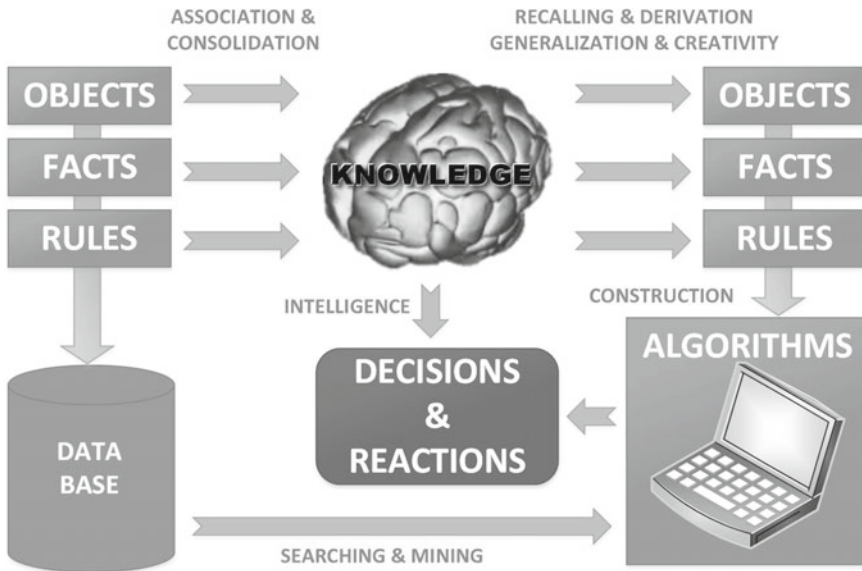 ASSOCIATION &
CONSOLIDATION
RECALLING & DERIVATION
GENERALIZATION & CREATIVITY
OBJECTS
FACTS
RULES
KNOWLEDGE
OBJECTS
FACTS
RULES
INTELLIGENCE
CONSTRUCTION
DATA
BASE
DECISIONS
&
REACTIONS
ALGORITHMS
SEARCHING & MINING